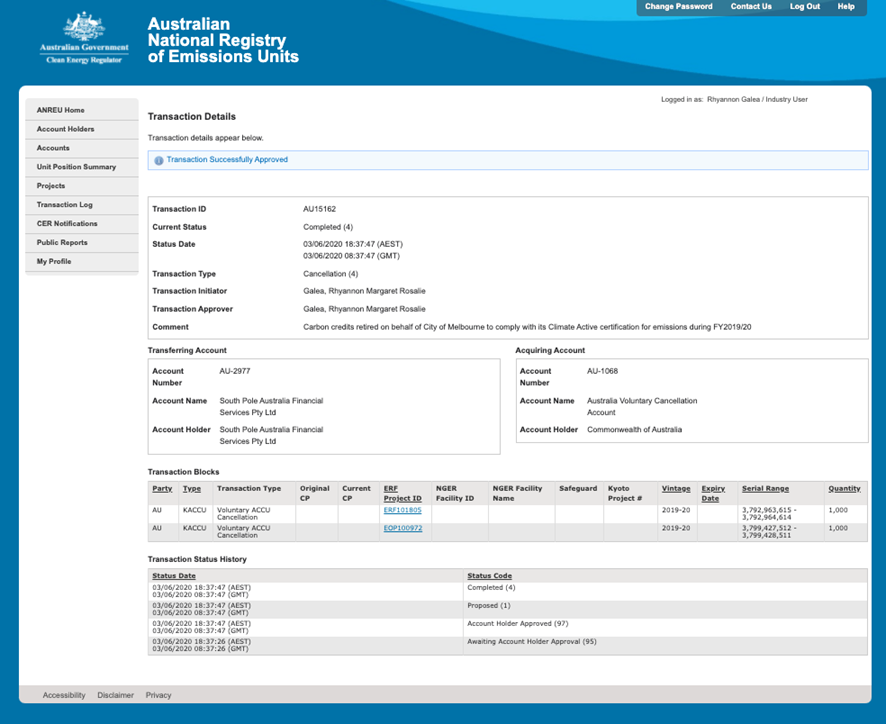 Change Password Contact Us Log Out Help
Australian Government
Clean Energy Regulator
Australian
National Registry
of Emissions Units
Logged in as: Rhyannon Galea / Industry User
ANREU Home
Account Holders
Accounts
Unit Position Summary
Projects
Transaction Log
CER Notifications
Public Reports
My Profile
Transaction Details
Transaction details appear below.
Transaction Successfully Approved
Transaction ID AU15162
Current Status Completed (4)
Status Date 03/06/2020 18:37:47 (AEST)
03/06/2020 08:37:47 (GMT)
Transaction Type Cancellation (4)
Transaction Initiator Galea, Rhyannon Margaret Rosalie
Transaction Approver Galea, Rhyannon Margaret Rosalie
Comment Carbon credits retired on behalf of City of Melbourne to comply with its Climate Active certification for emissions during FY2019/20
Transferring Account
Account AU-2977
Number
Account Name South Pole Australia Financial
Services Pty Ltd
Account Holder South Pole Australia Financial
Services Pty Ltd
Acquiring Account
Account AU-1068
Number
Account Name Australia Voluntary Cancellation
Account
Account Holder Commonwealth of Australia
Transaction Blocks
Party Type Transaction Type Original Current ERF NGER NGER Facility Safeguard Kyoto Vintage Expiry Serial Range Quantity
CP CP Project ID Facility ID Name Project # Date
AU KACCU Voluntary ACCU ERF101805 2019-20 3,792,963,615 - 1,000
Cancellation 3,792,964,614
AU KACCU Voluntary ACCU EOP100972 2019-20 3,799,427,512 - 1,000
Cancellation 3,799,428,511
Transaction Status History
Status Date Status Code
03/06/2020 18:37:47 (AEST) Completed (4)
03/06/2020 08:37:47 (GMT)
03/06/2020 18:37:47 (AEST) Proposed (1)
03/06/2020 08:37:47 (GMT)
03/06/2020 18:37:47 (AEST) Account Holder Approved (97)
03/06/2020 08:37:47 (GMT)
03/06/2020 18:37:26 (AEST) Awaiting Account Holder Approval (95)
03/06/2020 08:37:26 (GMT)
Accessibility Disclaimer Privacy